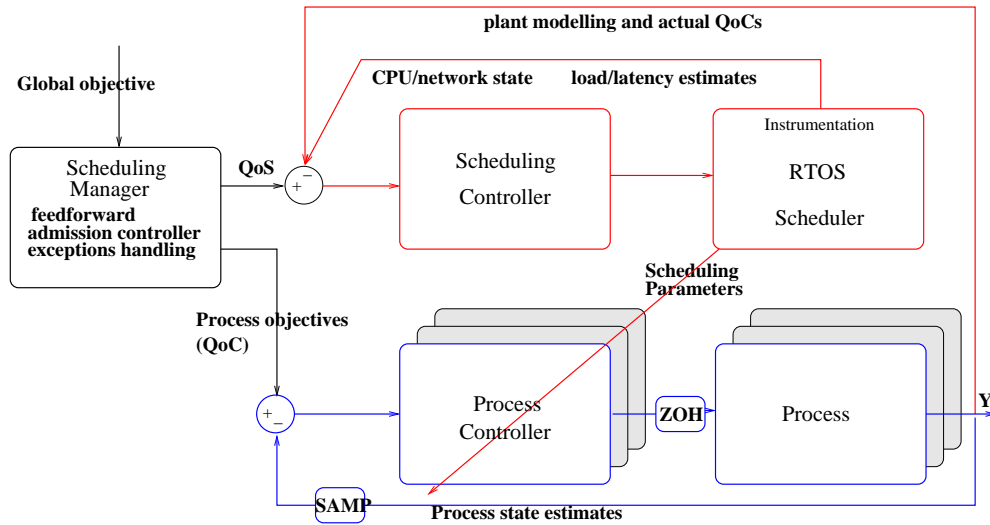 plant modelling and actual QoCs
CPU/network state load/latency estimates
Global objective
Instrumentation
RTOS
Scheduler
Scheduling
Controller
Scheduling
Manager
feedforward
admission controller
exceptions handling
QoS
+ −
Scheduling
Parameters
Process objectives
(QoC)
+ −
Process
Controller
ZOH
Process
Y
SAMP
Process state estimates